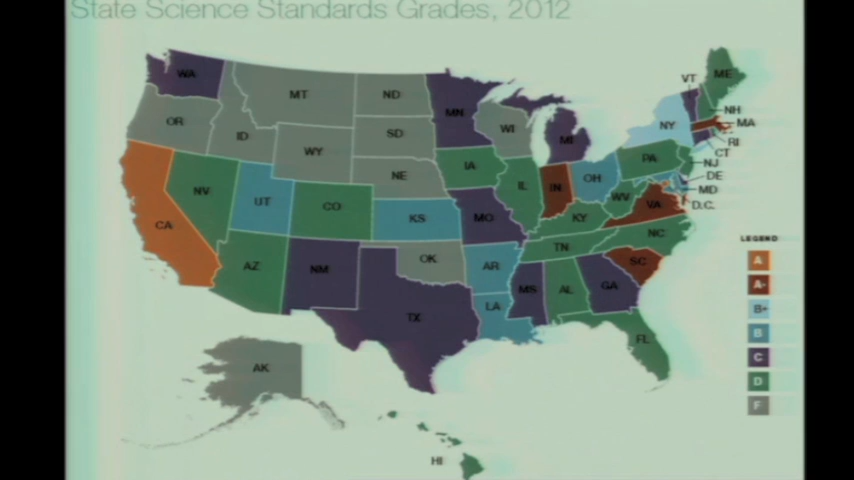 State Science Standards Grades, 2012
WA
MT
ND
MN
VT
ME
OR
ID
SD
WI
MI
NY
NH
MA
WY
RI
CT
NE
IA
PA
NJ
NV
UT
CO
KS
MO
IL
IN
OH
WV
VA
DE
MD
D.C.
CA
KY
NC
AZ
NM
OK
AR
TN
SC
LEGEND
TX
LA
MS
AL
GA
A
A-
B+
B
FL
C
AK
D
F
HI